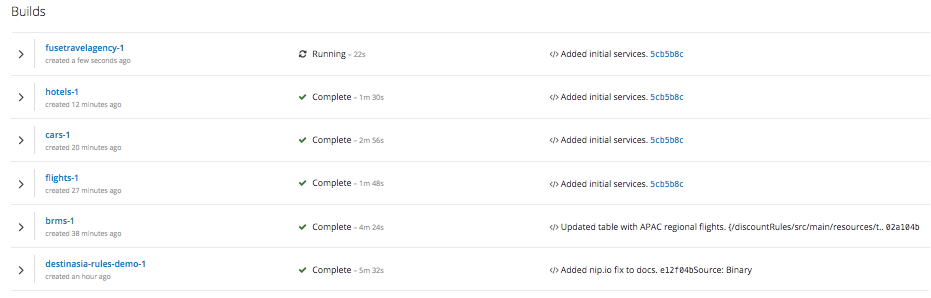 Builds
fusetravelagency-1
created a few seconds ago
Running – 22s
</> Added initial services. 5cb5b8c
hotels-1
created 12 minutes ago
Complete – 1m 30s
</> Added initial services. 5cb5b8c
cars-1
created 20 minutes ago
Complete – 2m 56s
</> Added initial services. 5cb5b8c
flights-1
created 27 minutes ago
Complete – 1m 48s
</> Added initial services. 5cb5b8c
brms-1
created 38 minutes ago
Complete – 4m 24s
</> Updated table with APAC regional flights. {/discountRules/src/main/resources/t.. 02a104b
destinasia-rules-demo-1
created an hour ago
Complete – 5m 32s
</> Added nip.io fix to docs. e12f04bSource: Binary